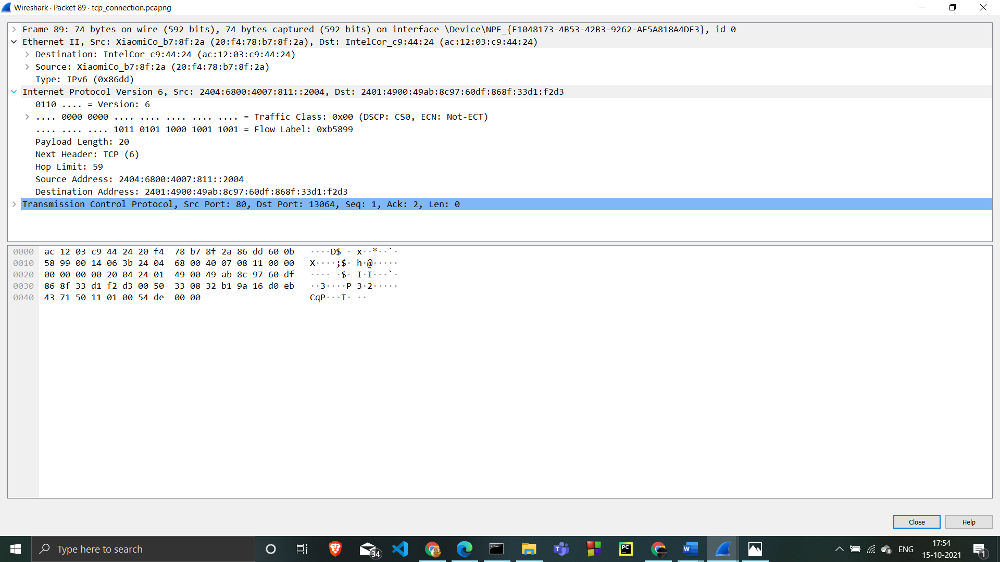 Wireshark · Packet 89 · tcp_connection.pcapng
Frame 89: 74 bytes on wire (592 bits), 74 bytes captured (592 bits) on interface \Device\NPF_{F1048173-4B53-42B3-9262-AF5A818A4DF3}, id 0
Ethernet II, Src: XiaomiCo_b7:8f:2a (20:f4:78:b7:8f:2a), Dst: IntelCor_c9:44:24 (ac:12:03:c9:44:24)
Destination: IntelCor_c9:44:24 (ac:12:03:c9:44:24)
Source: XiaomiCo_b7:8f:2a (20:f4:78:b7:8f:2a)
Type: IPv6 (0x86dd)
Internet Protocol Version 6, Src: 2404:6800:4007:811::2004, Dst: 2401:4900:49ab:8c97:60df:868f:33d1:f2d3
0110 .... = Version: 6
.... 0000 0000 .... .... .... .... .... = Traffic Class: 0x00 (DSCP: CS0, ECN: Not-ECT)
.... .... .... 1011 0101 1000 1001 1001 = Flow Label: 0xb5899
Payload Length: 20
Next Header: TCP (6)
Hop Limit: 59
Source Address: 2404:6800:4007:811::2004
Destination Address: 2401:4900:49ab:8c97:60df:868f:33d1:f2d3
Transmission Control Protocol, Src Port: 80, Dst Port: 13064, Seq: 1, Ack: 2, Len: 0
0000 ac 12 03 c9 44 24 20 f4 78 b7 8f 2a 86 dd 60 0b ····D$ · x··*··`·
0010 58 99 00 14 06 3b 24 04 68 00 40 07 08 11 00 00 X····;$· h·@·····
0020 00 00 00 00 20 04 24 01 49 00 49 ab 8c 97 60 df ···· ·$· I·I···`·
0030 86 8f 33 d1 f2 d3 00 50 33 08 32 b1 9a 16 d0 eb ··3····P 3·2·····
0040 43 71 50 11 01 00 54 de 00 00 CqP···T· ··
Close Help
Type here to search
34
PC
ENG
17:54
15-10-2021
1